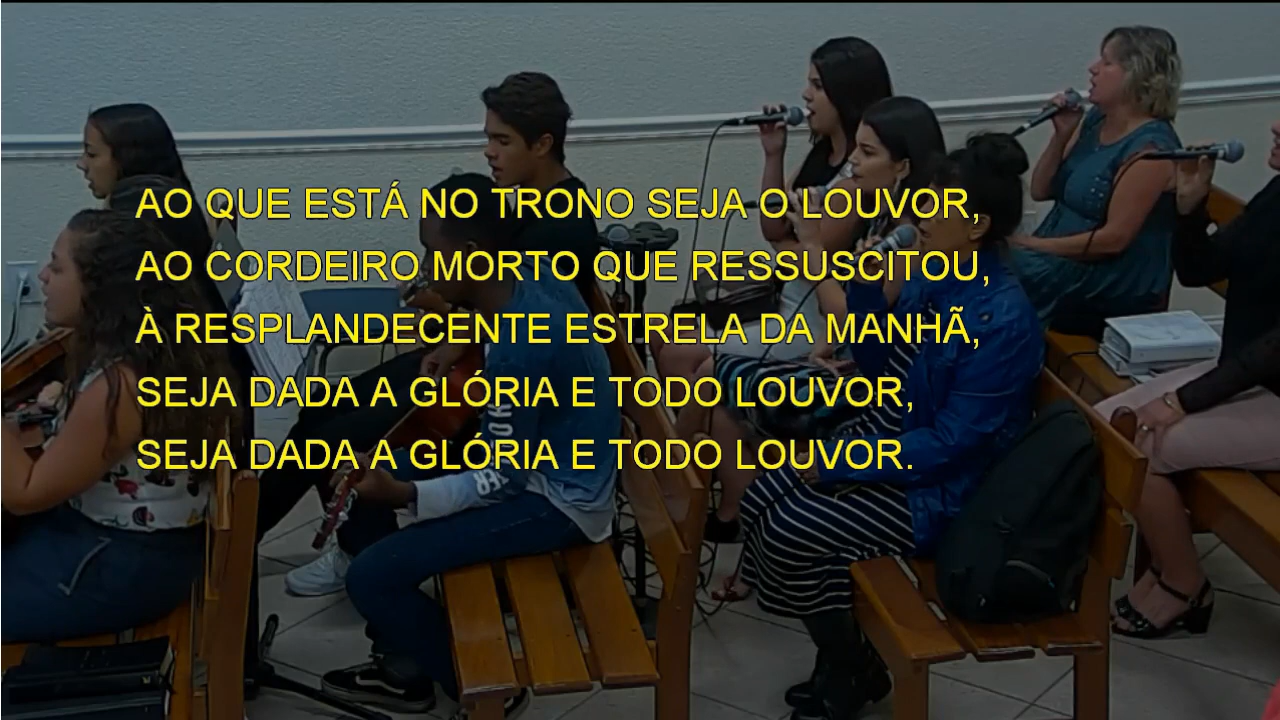 AO QUE ESTÁ NO TRONO SEJA O LOUVOR,
AO CORDEIRO MORTO QUE RESSUSCITOU,
À RESPLANDECENTE ESTRELA DA MANHÃ,
SEJA DADA A GLÓRIA E TODO LOUVOR,
SEJA DADA A GLÓRIA E TODO LOUVOR.